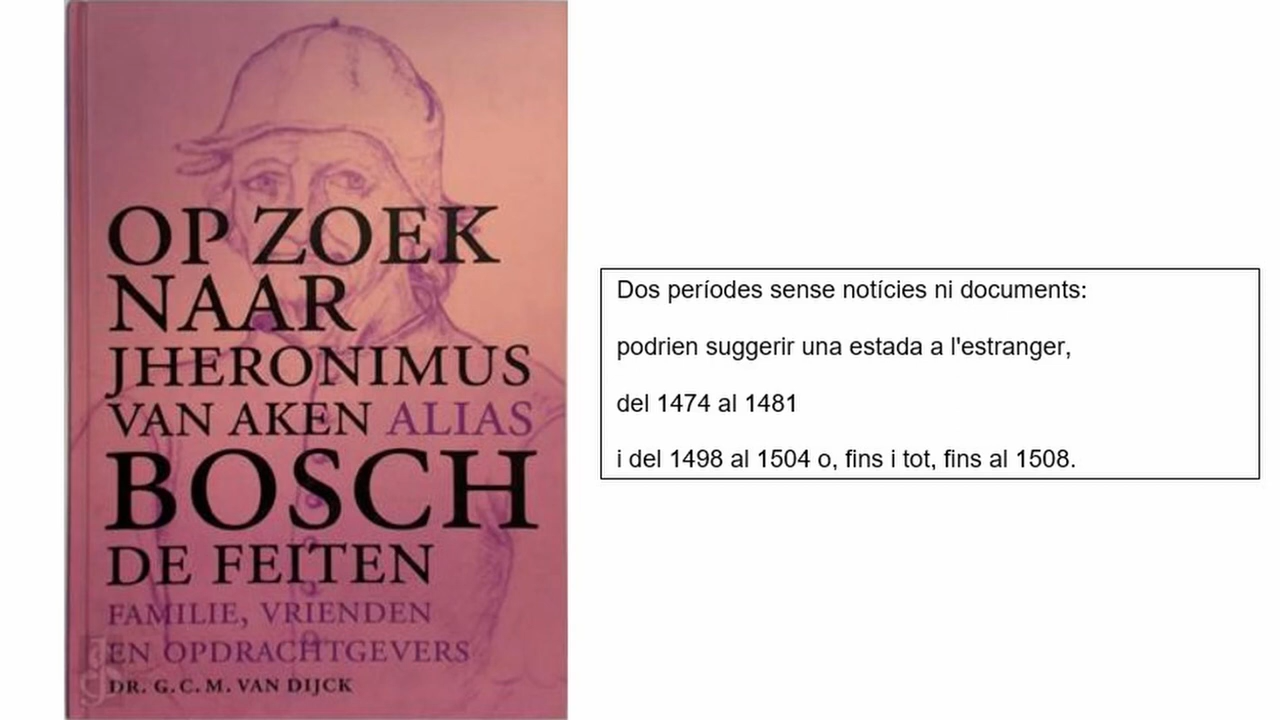 OP ZOEK
NAAR
JHERONIMUS
VAN AKEN ALIAS
BOSCH
DE FEITEN
FAMILIE, VRIENDEN
EN OPDRACHTGEVERS
DR. G. C. M. VAN DIJCK
Dos períodes sense notícies ni documents:
podrien suggerir una estada a l'estranger,
del 1474 al 1481
i del 1498 al 1504 o, fins i tot, fins al 1508.